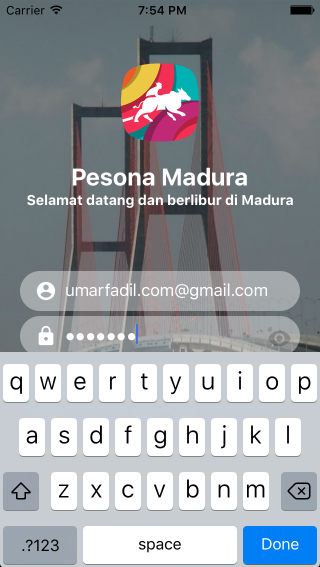 Carrier 7:54 PM
Pesona Madura
Selamat datang dan berlibur di Madura
umarfadil.com@gmail.com
•••••••
q w e r t y u i o p
a s d f g h j k l
z x c v b n m
.?123 space Done